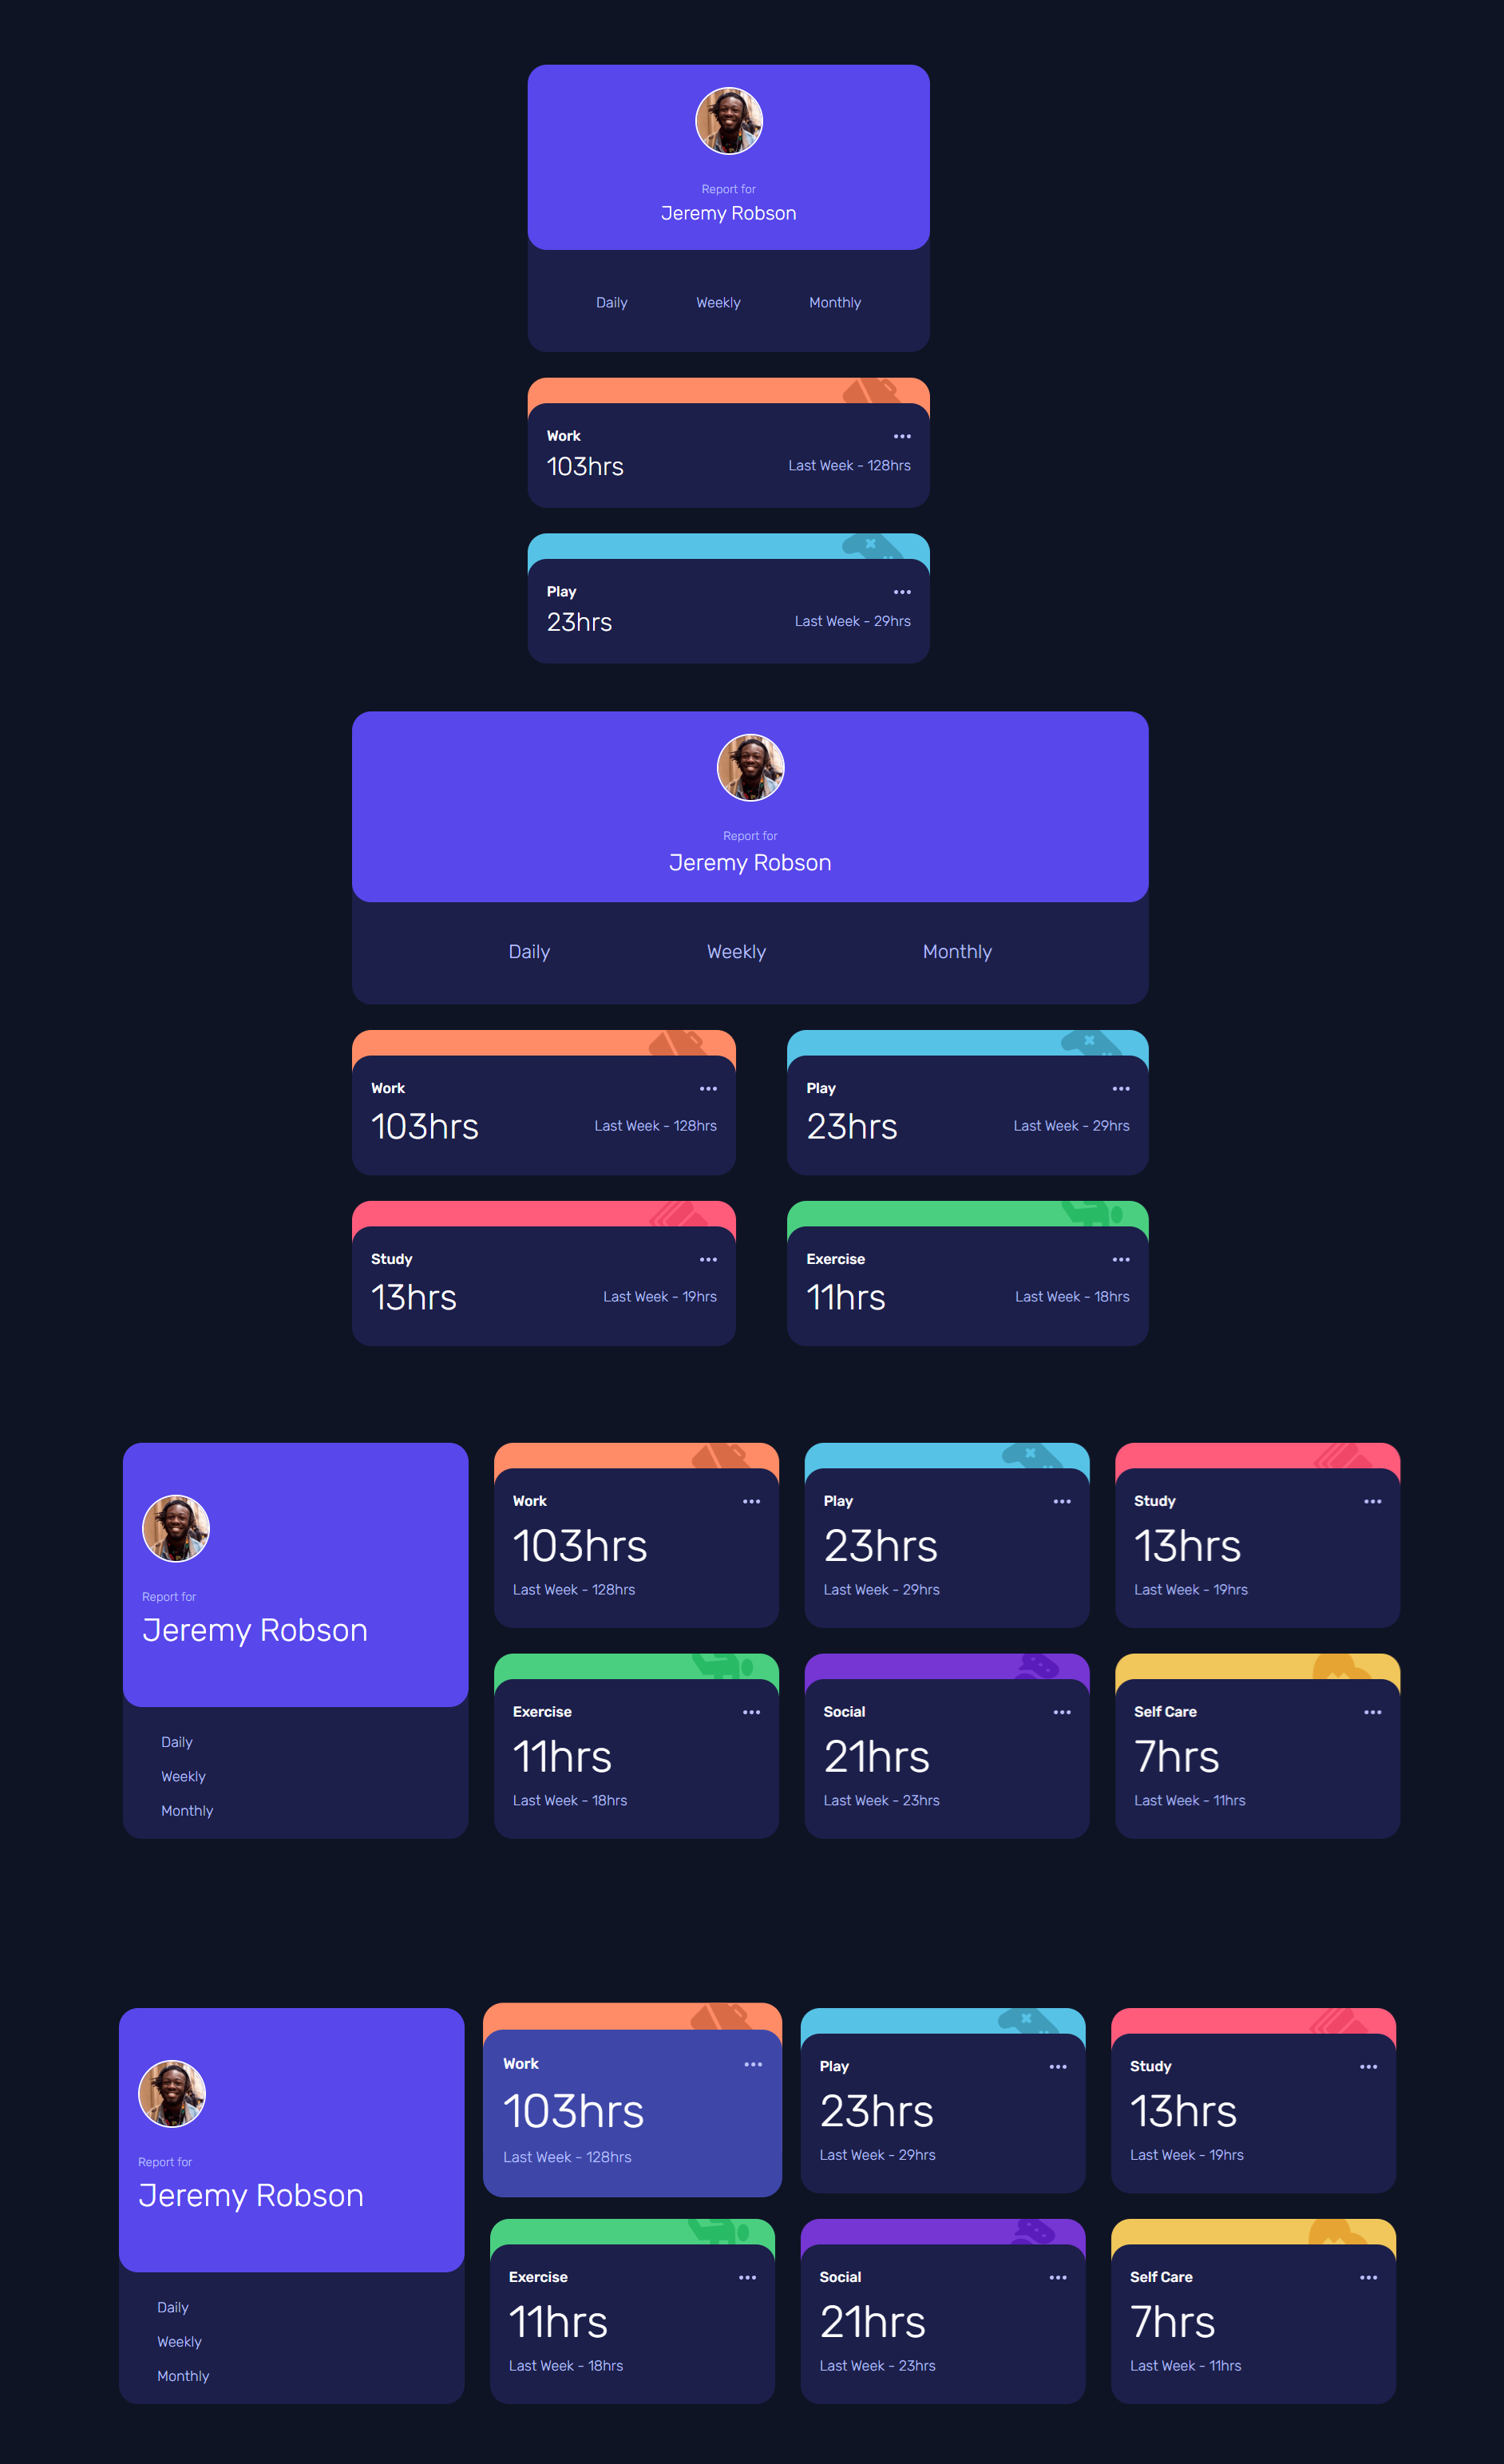 Report for
Jeremy Robson
Daily Weekly Monthly
Work
103hrs Last Week - 128hrs
Play
23hrs Last Week - 29hrs
Report for
Jeremy Robson
Daily Weekly Monthly
Work Play
103hrs Last Week - 128hrs 23hrs Last Week - 29hrs
Study Exercise
13hrs Last Week - 19hrs 11hrs Last Week - 18hrs
Report for
Jeremy Robson
Daily
Weekly
Monthly
Work
103hrs
Last Week - 128hrs
Play
23hrs
Last Week - 29hrs
Study
13hrs
Last Week - 19hrs
Exercise
11hrs
Last Week - 18hrs
Social
21hrs
Last Week - 23hrs
Self Care
7hrs
Last Week - 11hrs
Report for
Jeremy Robson
Daily
Weekly
Monthly
Work
103hrs
Last Week - 128hrs
Play
23hrs
Last Week - 29hrs
Study
13hrs
Last Week - 19hrs
Exercise
11hrs
Last Week - 18hrs
Social
21hrs
Last Week - 23hrs
Self Care
7hrs
Last Week - 11hrs